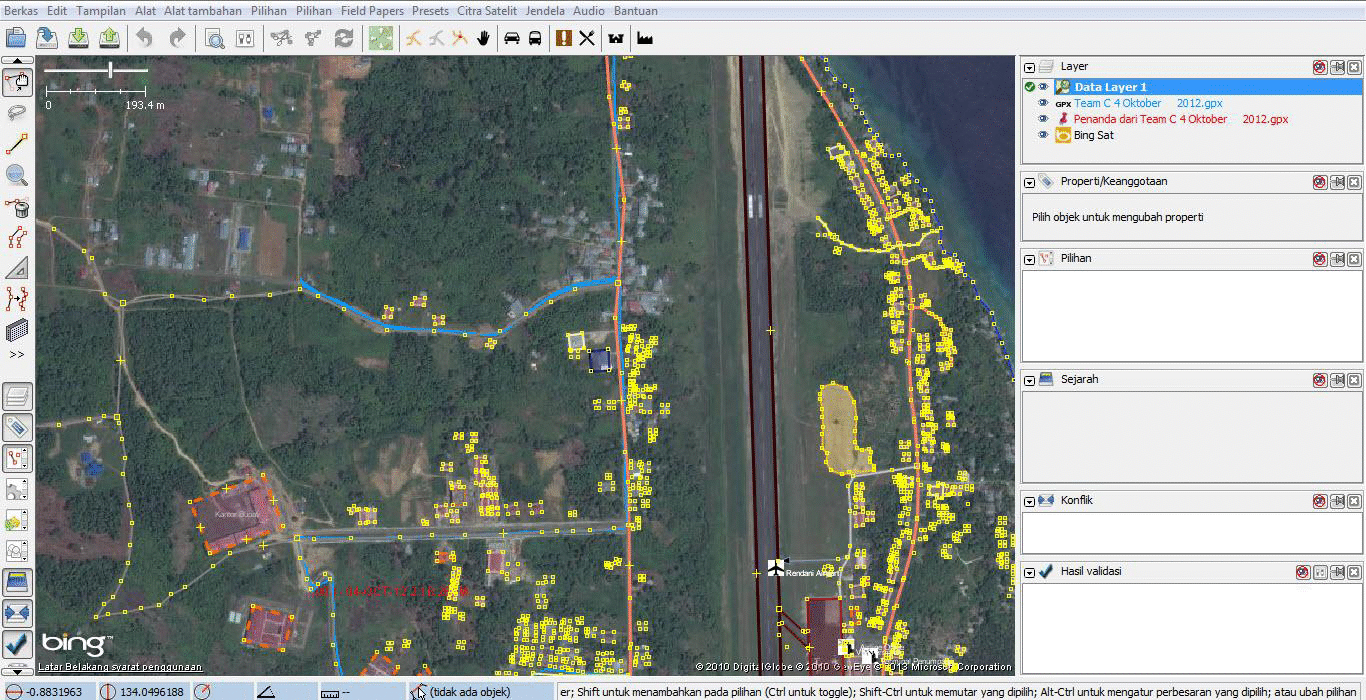 Berkas Edit Tampilan Alat Alat tambahan Pilihan Pilihan Field Papers Presets Citra Satelit Jendela Audio Bantuan
0 193.4 m
Layer
Data Layer 1
GPX Team C 4 Oktober 2012.gpx
Penanda dari Team C 4 Oktober 2012.gpx
Bing Sat
Properti/Keanggotaan
Pilih objek untuk mengubah properti
Pilihan
Sejarah
Konflik
Hasil validasi
>>
Kantor Bupati
Rendani Airport
bing™
Latar Belakang syarat penggunaan
© 2010 DigitalGlobe © 2010 GeoEye © 2013 Microsoft Corporation
-0.8831963 134.0496188 -- (tidak ada objek) er; Shift untuk menambahkan pada pilihan (Ctrl untuk toggle); Shift-Ctrl untuk memutar yang dipilih; Alt-Ctrl untuk mengatur perbesaran yang dipilih; atau ubah pilihan